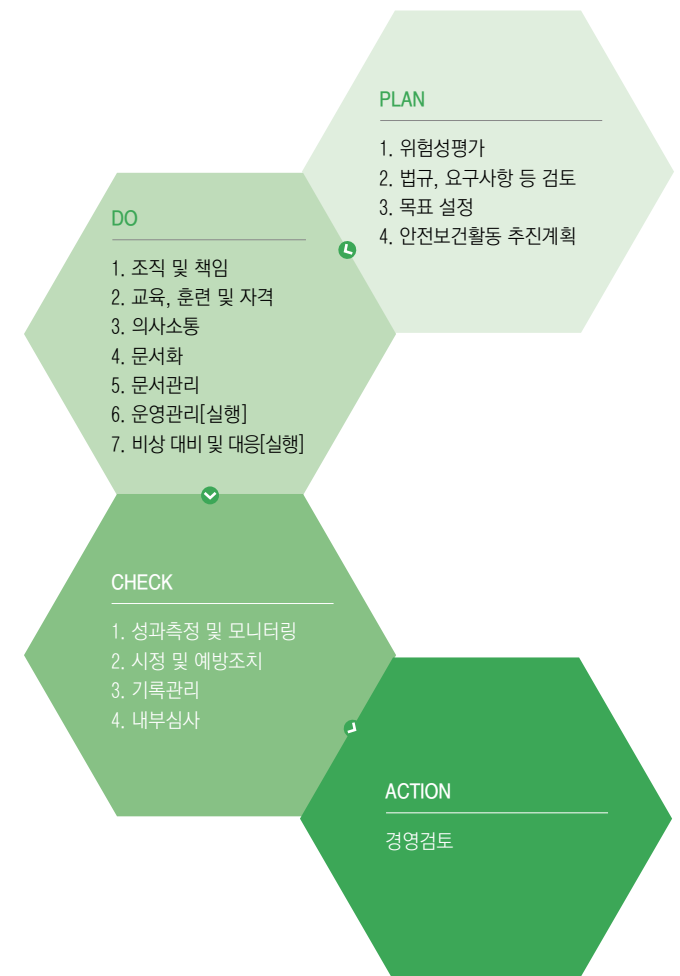 PLAN
1. 위험성평가
2. 법규, 요구사항 등 검토
3. 목표 설정
4. 안전보건활동 추진계획
DO
1. 조직 및 책임
2. 교육, 훈련 및 자격
3. 의사소통
4. 문서화
5. 문서관리
6. 운영관리[실행]
7. 비상 대비 및 대응[실행]
CHECK
1. 성과측정 및 모니터링
2. 시정 및 예방조치
3. 기록관리
4. 내부심사
ACTION
경영검토